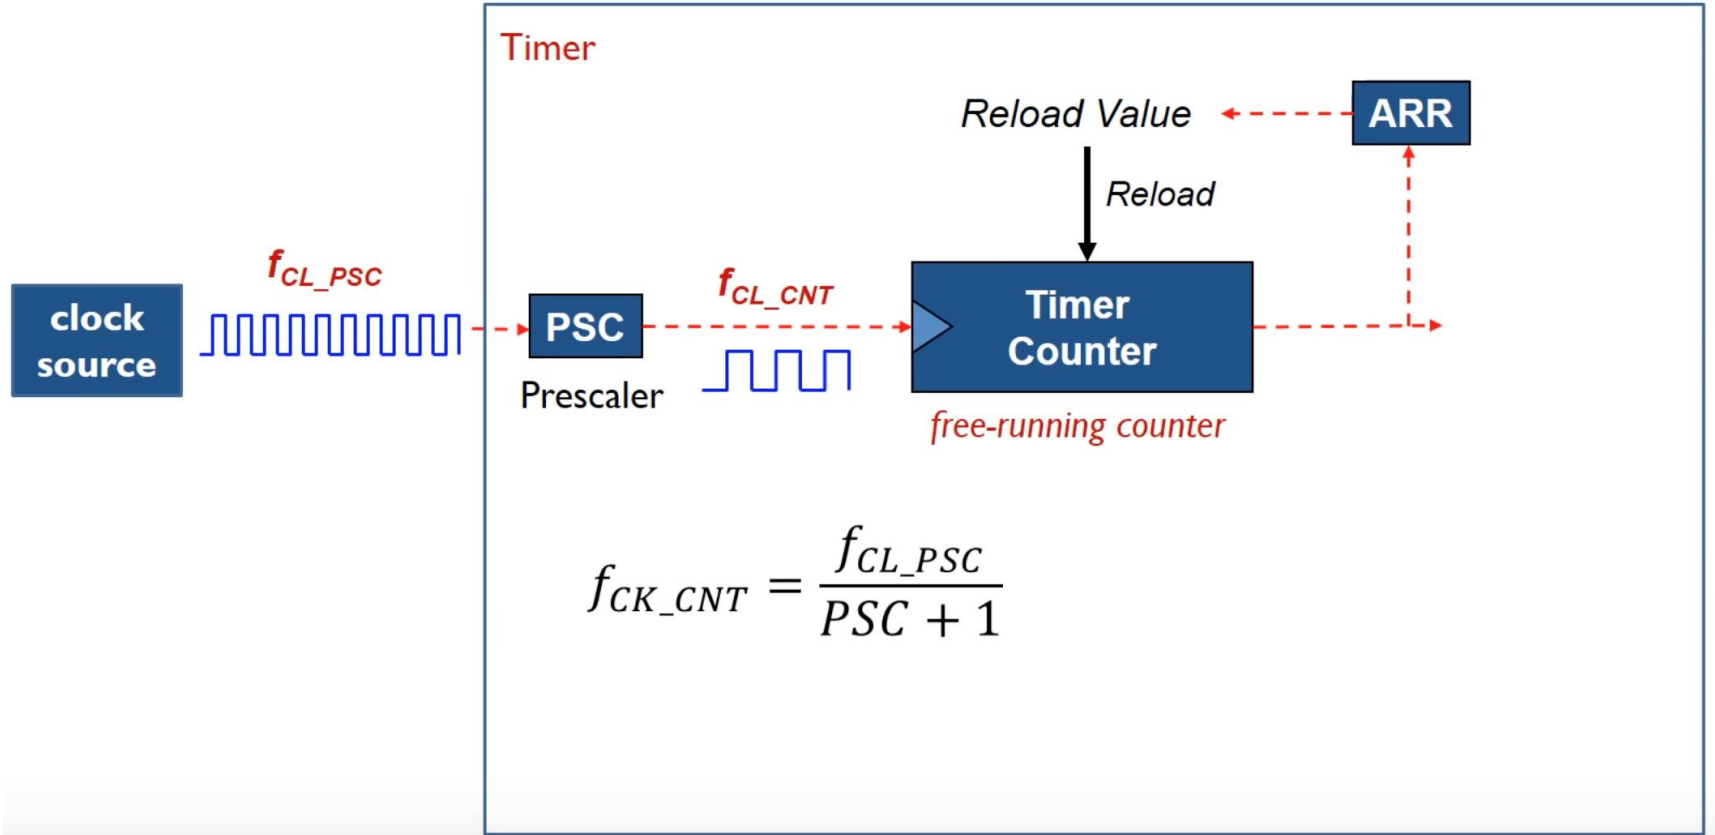 Timer
Reload Value
ARR
Reload
f_CL_PSC
clock
source
PSC
Prescaler
f_CL_CNT
Timer
Counter
free-running counter
f_CK_CNT = f_CL_PSC / (PSC + 1)